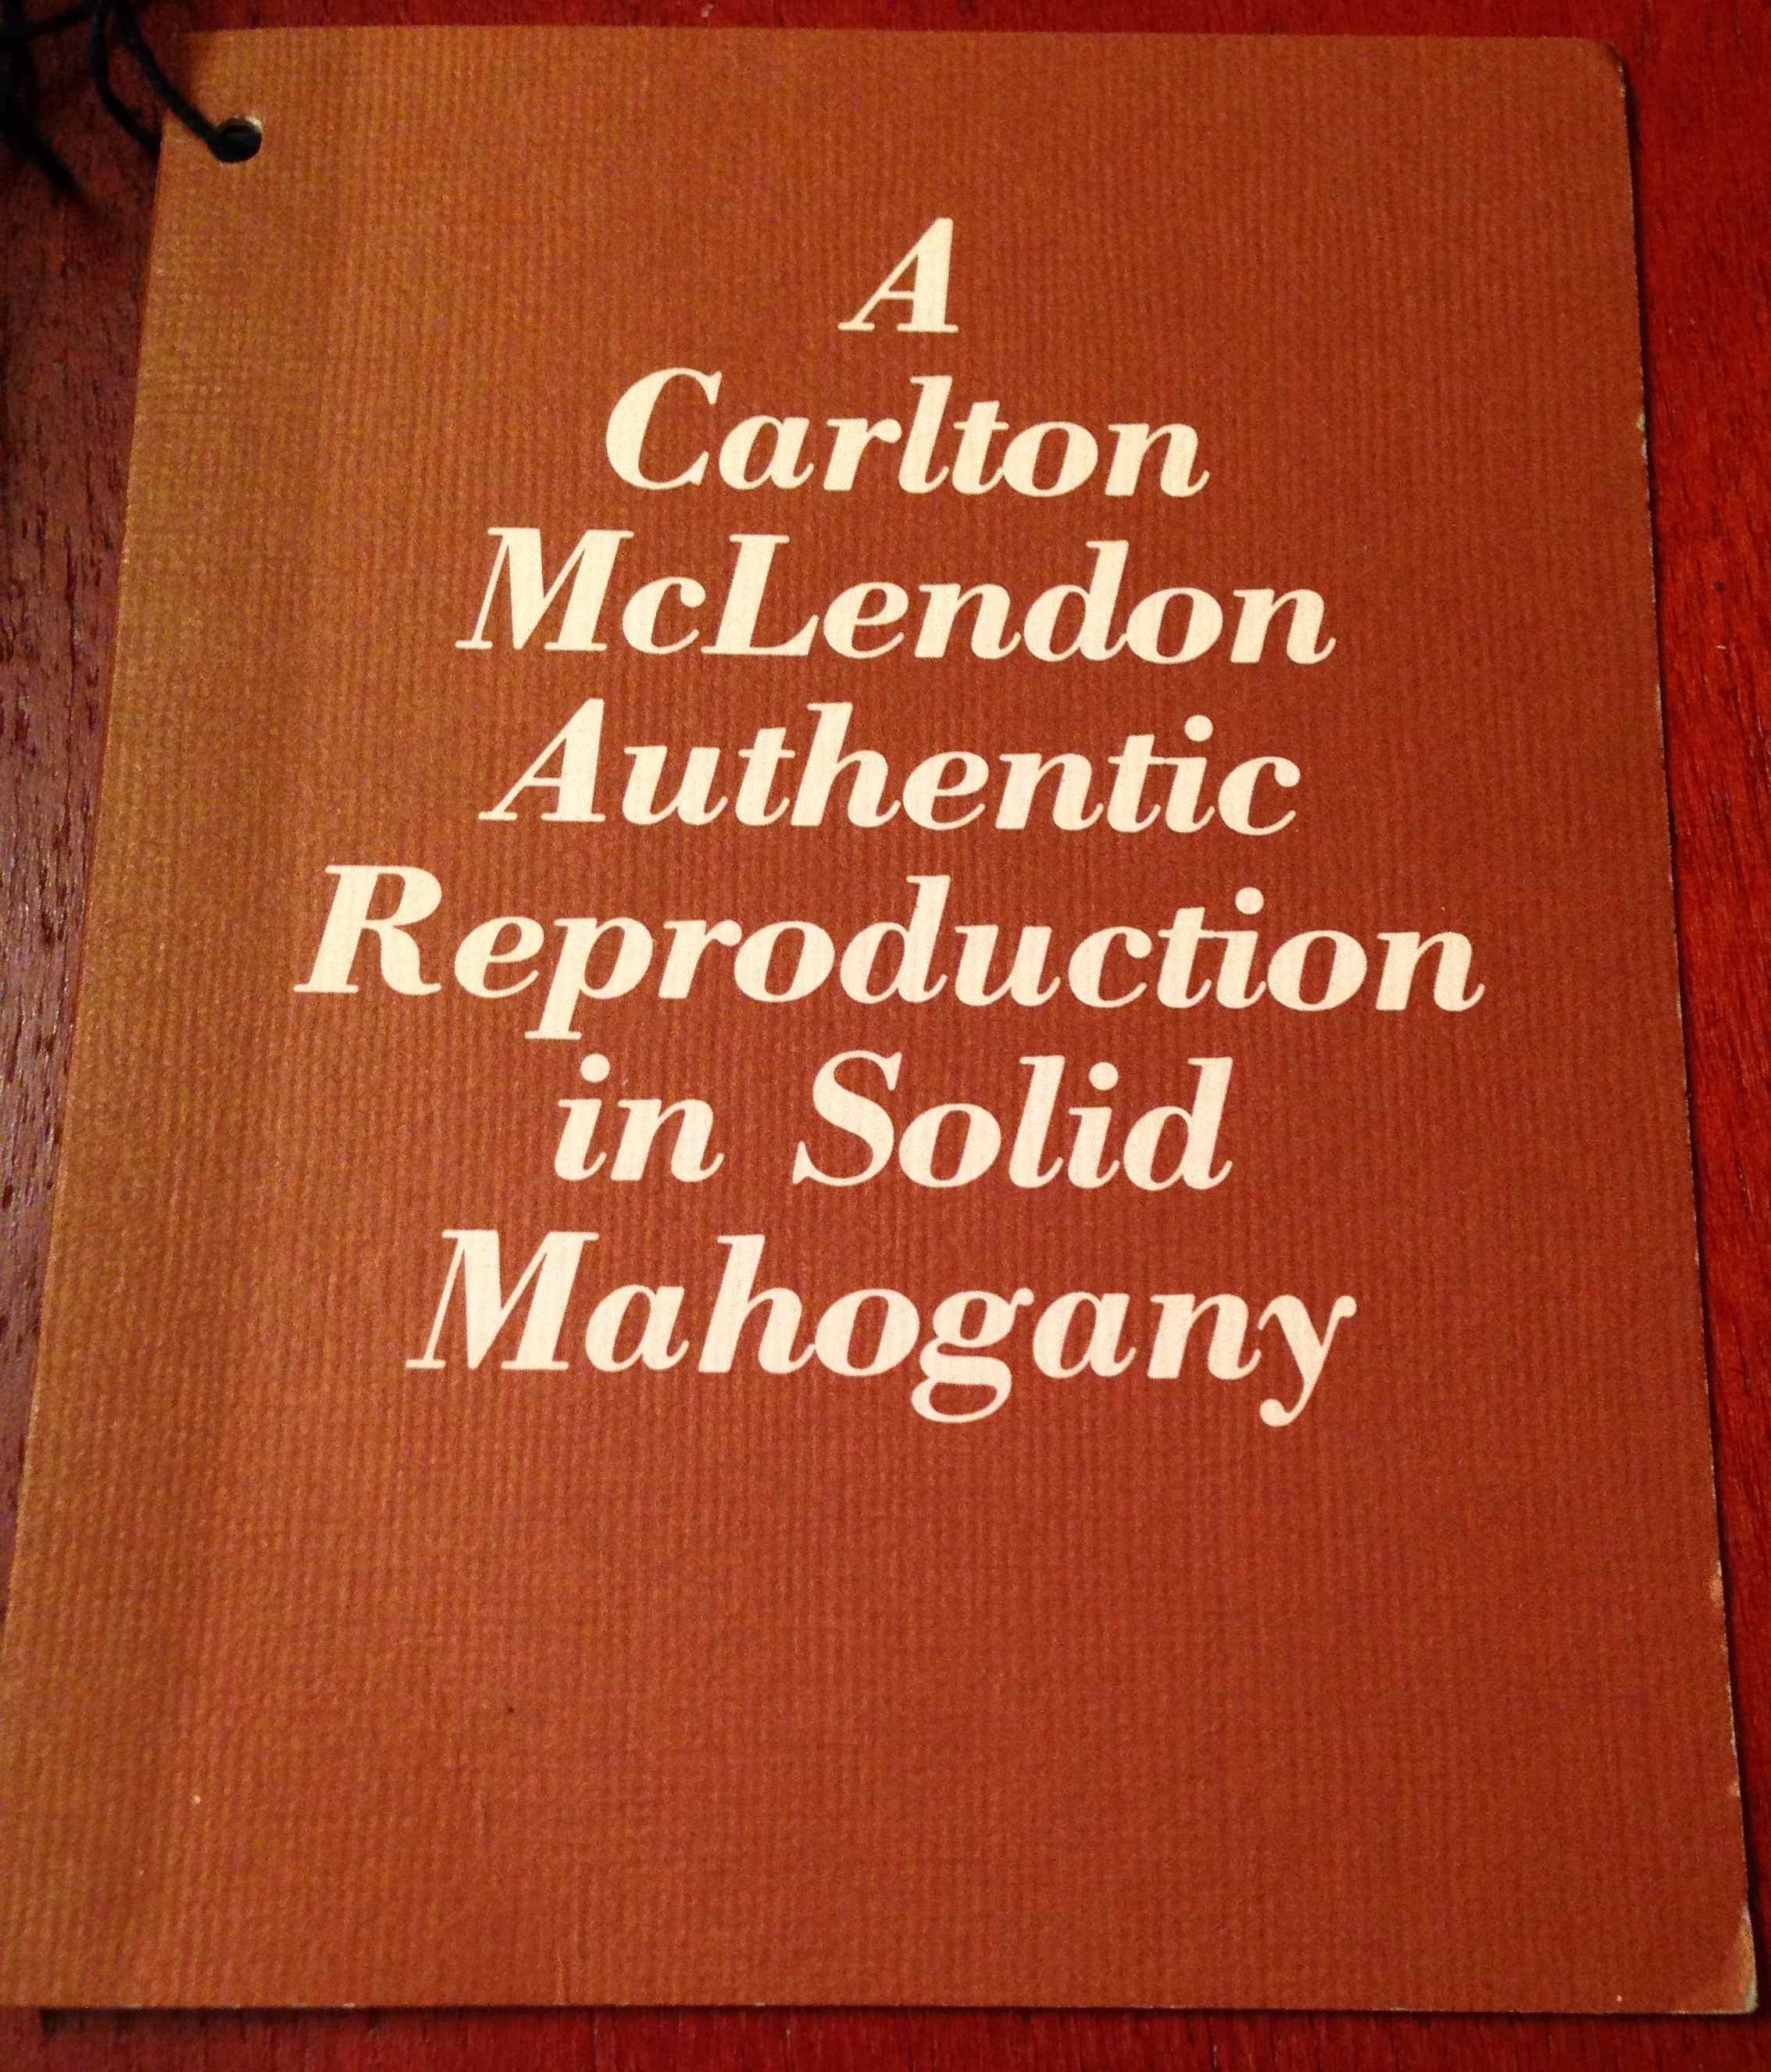 A
Carlton
McLendon
Authentic
Reproduction
in Solid
Mahogany